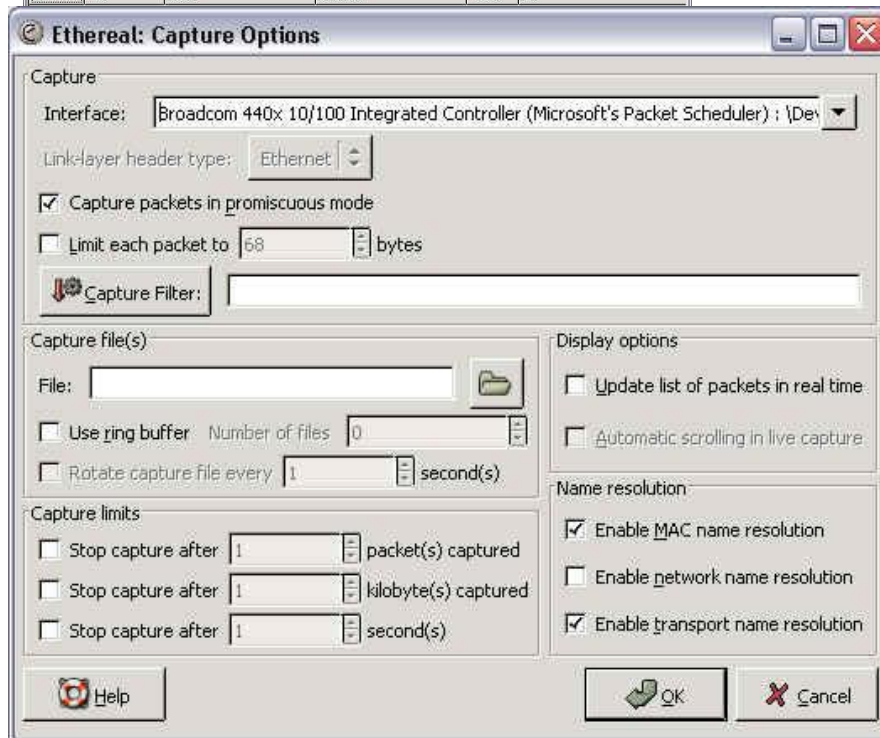 Ethereal: Capture Options
Capture
Interface: Broadcom 440x 10/100 Integrated Controller (Microsoft's Packet Scheduler) : \Dev
Link-layer header type: Ethernet
Capture packets in promiscuous mode
Limit each packet to 68 bytes
Capture Filter:
Capture file(s)
File:
Use ring buffer Number of files 0
Rotate capture file every 1 second(s)
Capture limits
Stop capture after 1 packet(s) captured
Stop capture after 1 kilobyte(s) captured
Stop capture after 1 second(s)
Display options
Update list of packets in real time
Automatic scrolling in live capture
Name resolution
Enable MAC name resolution
Enable network name resolution
Enable transport name resolution
Help
OK
Cancel